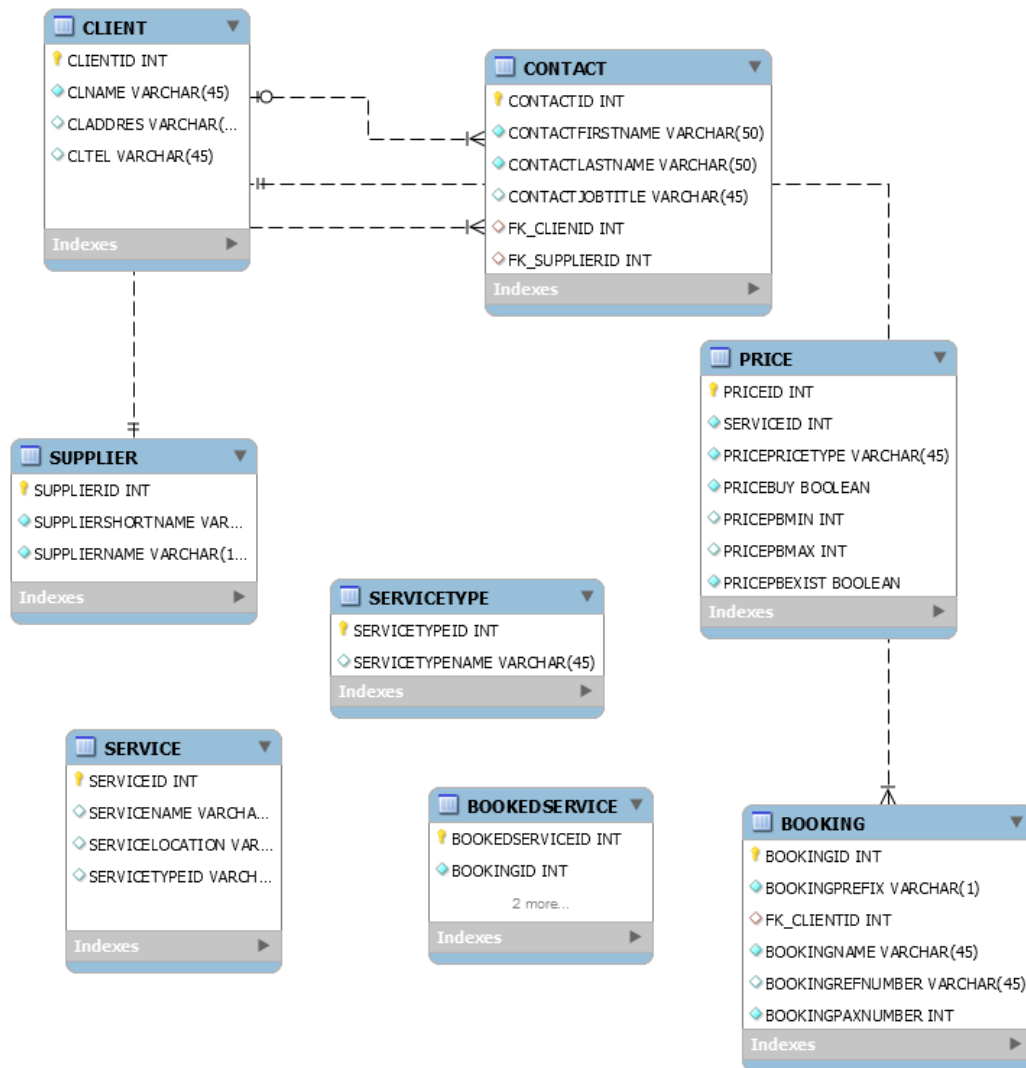 CLIENT
CLIENTID INT
CLNAME VARCHAR(45)
CLADDRES VARCHAR(...
CLTEL VARCHAR(45)
Indexes
CONTACT
CONTACTID INT
CONTACTFIRSTNAME VARCHAR(50)
CONTACTLASTNAME VARCHAR(50)
CONTACTJOBTITLE VARCHAR(45)
FK_CLIENID INT
FK_SUPPLIERID INT
Indexes
PRICE
PRICEID INT
SERVICEID INT
PRICEPRICETYPE VARCHAR(45)
PRICEBUY BOOLEAN
PRICEPBMIN INT
PRICEPBMAX INT
PRICEPBEXIST BOOLEAN
Indexes
SUPPLIER
SUPPLIERID INT
SUPPLIERSHORTNAME VAR...
SUPPLIERNAME VARCHAR(1...
Indexes
SERVICETYPE
SERVICETYPEID INT
SERVICETYPENAME VARCHAR(45)
Indexes
SERVICE
SERVICEID INT
SERVICENAME VARCHA...
SERVICELOCATION VAR...
SERVICETYPEID VARCH...
Indexes
BOOKEDSERVICE
BOOKEDSERVICEID INT
BOOKINGID INT
2 more...
Indexes
BOOKING
BOOKINGID INT
BOOKINGPREFIX VARCHAR(1)
FK_CLIENTID INT
BOOKINGNAME VARCHAR(45)
BOOKINGREFNUMBER VARCHAR(45)
BOOKINGPAXNUMBER INT
Indexes